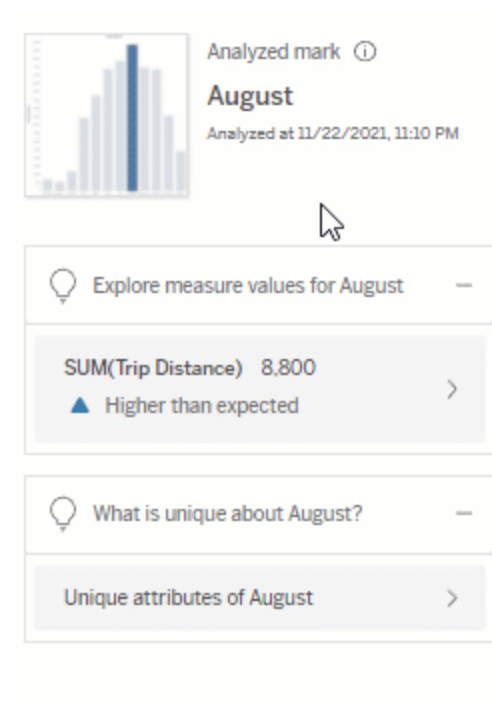 Analyzed mark
August
Analyzed at 11/22/2021, 11:10 PM
Explore measure values for August
SUM(Trip Distance) 8,800
Higher than expected
What is unique about August?
Unique attributes of August